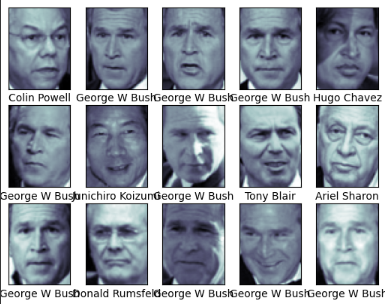 Colin Powell George W Bush George W Bush George W Bush Hugo Chavez
George W Bush Junichiro Koizumi George W Bush Tony Blair Ariel Sharon
George W Bush Donald Rumsfeld George W Bush George W Bush George W Bush